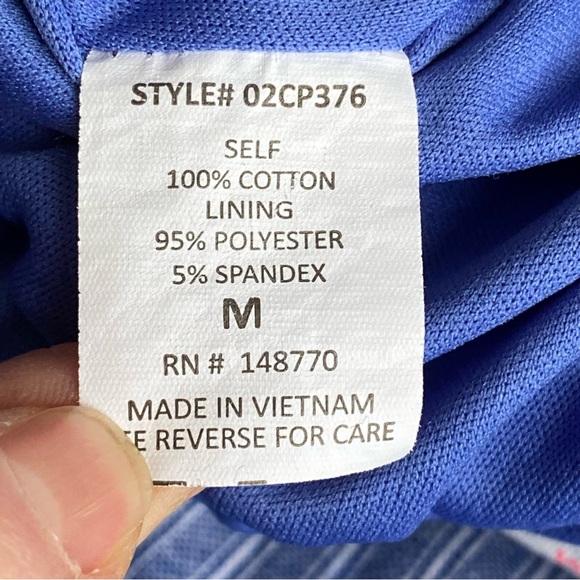 STYLE# 02CP376
SELF
100% COTTON
LINING
95% POLYESTER
5% SPANDEX
M
RN # 148770
MADE IN VIETNAM
REVERSE FOR CARE